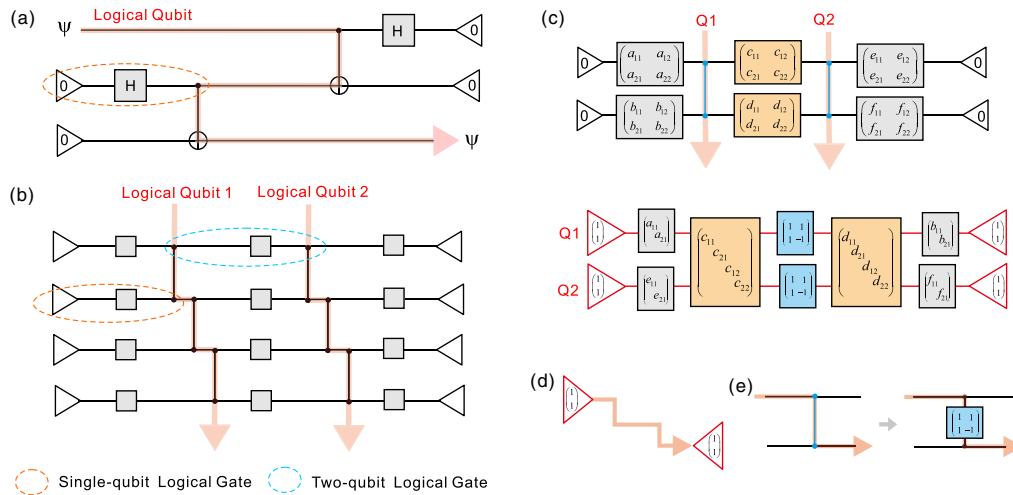 (a)
Logical Qubit
ψ
H
0
0
H
0
0
ψ
(b)
Logical Qubit 1
Logical Qubit 2
Single-qubit Logical Gate
Two-qubit Logical Gate
(c)
Q1
Q2
0
a11 a12
a21 a22
c11 c12
c21 c22
e11 e12
e21 e22
0
0
b11 b12
b21 b22
d11 d12
d21 d22
f11 f12
f21 f22
0
Q1
1
1
a11
a21
c11
c21
c12
c22
1 1
1 -1
d11
d21
d12
d22
b11
b21
1
1
Q2
1
1
e11
e21
1 1
1 -1
f11
f21
1
1
(d)
1
1
1
1
(e)
1 1
1 -1